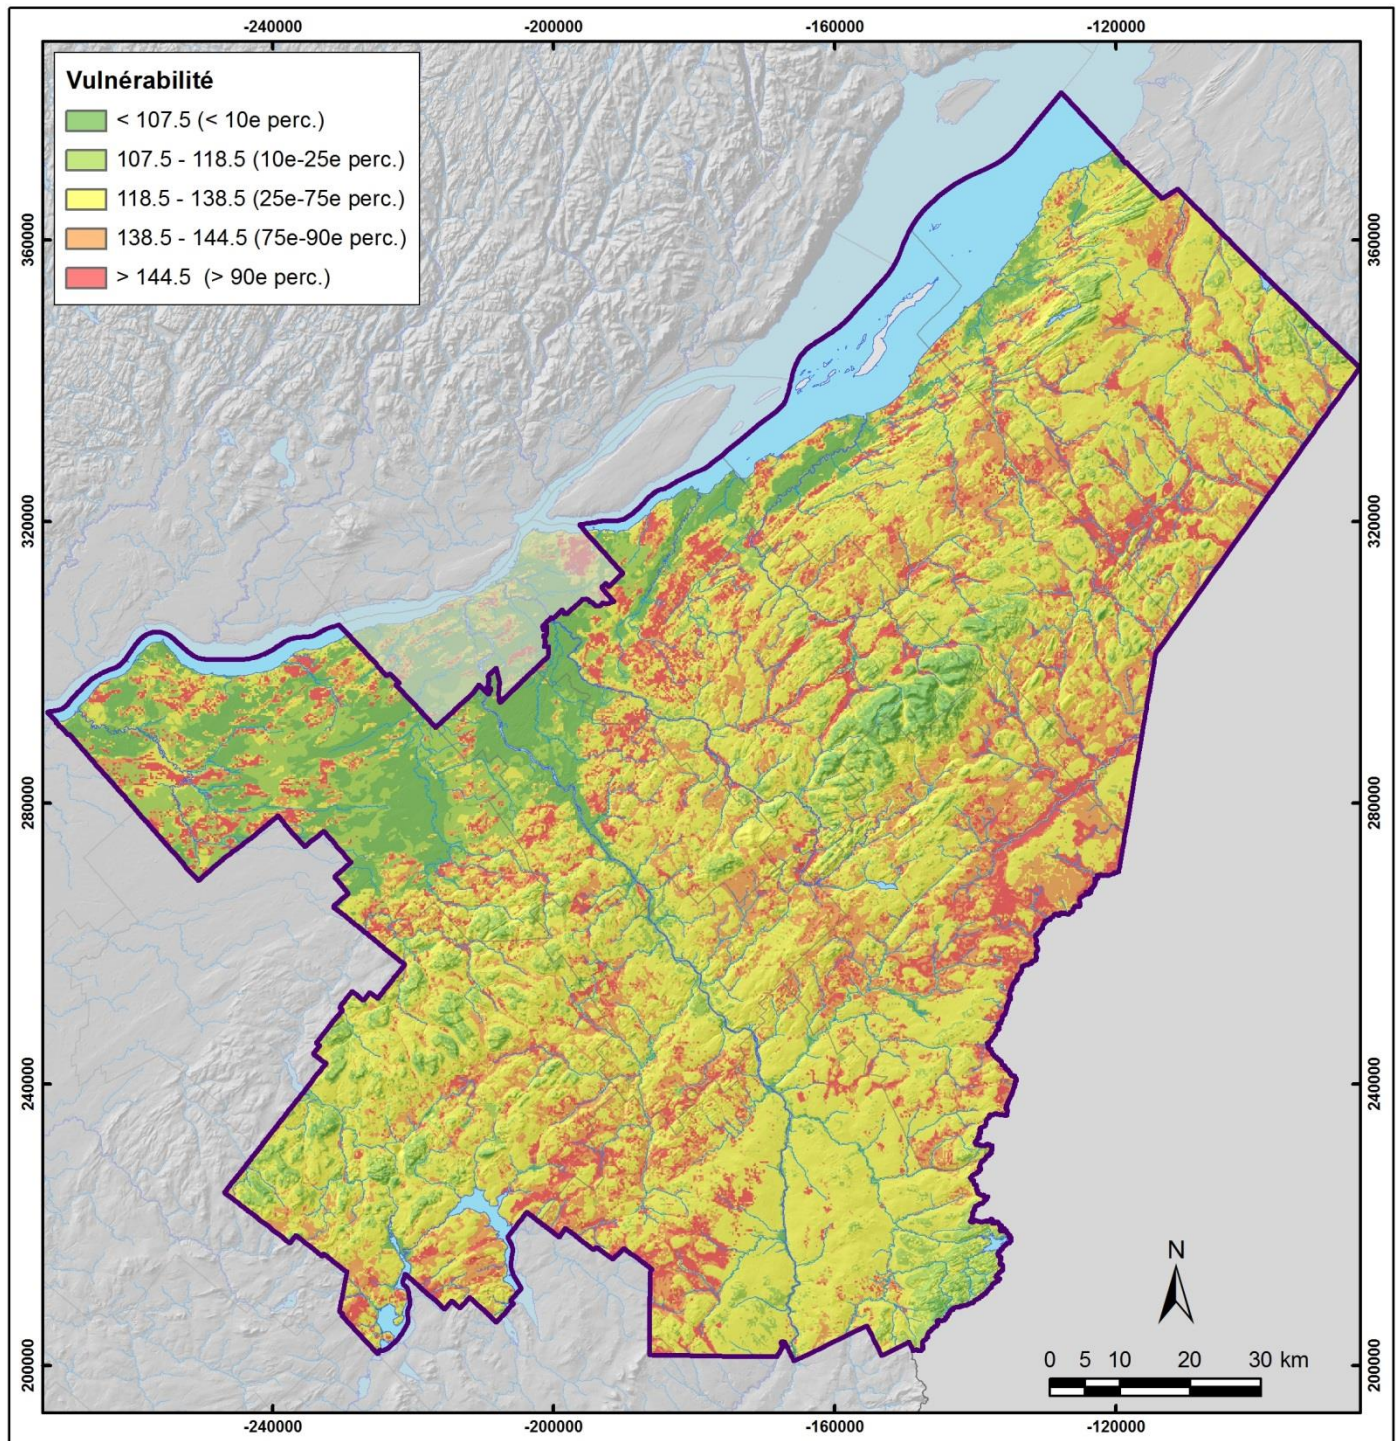 -240000 -200000 -160000 -120000
Vulnérabilité
< 107.5 (< 10e perc.)
107.5 - 118.5 (10e-25e perc.)
118.5 - 138.5 (25e-75e perc.)
138.5 - 144.5 (75e-90e perc.)
> 144.5 (> 90e perc.)
360000 360000
320000 320000
280000 280000
240000 240000
N
0 5 10 20 30 km
200000 200000
-240000 -200000 -160000 -120000